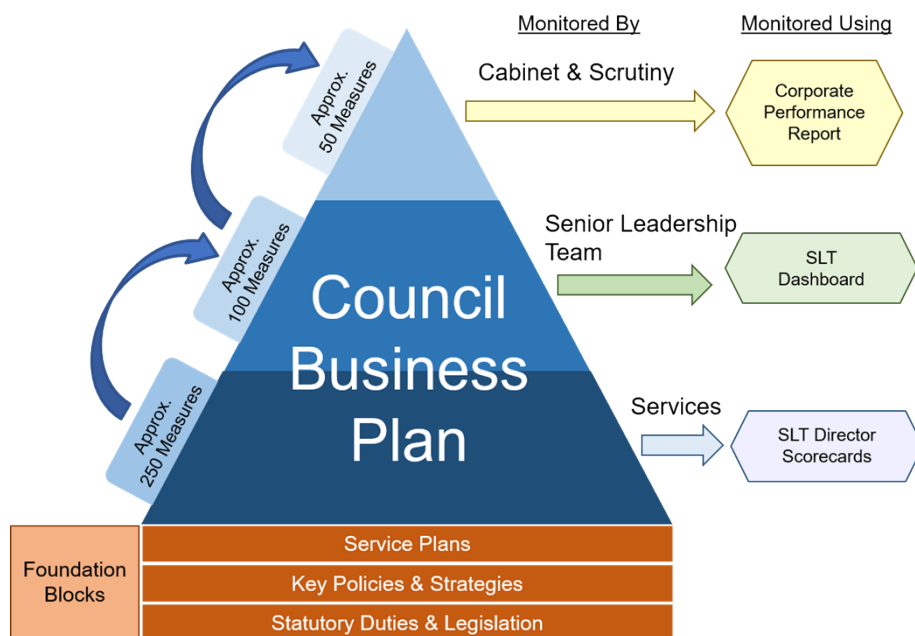 Monitored By
Monitored Using
Cabinet & Scrutiny
Corporate
Performance
Report
Approx.
50 Measures
Senior Leadership
Team
SLT
Dashboard
Approx.
100 Measures
Council
Business
Plan
Services
SLT Director
Scorecards
Approx.
250 Measures
Foundation
Blocks
Service Plans
Key Policies & Strategies
Statutory Duties & Legislation